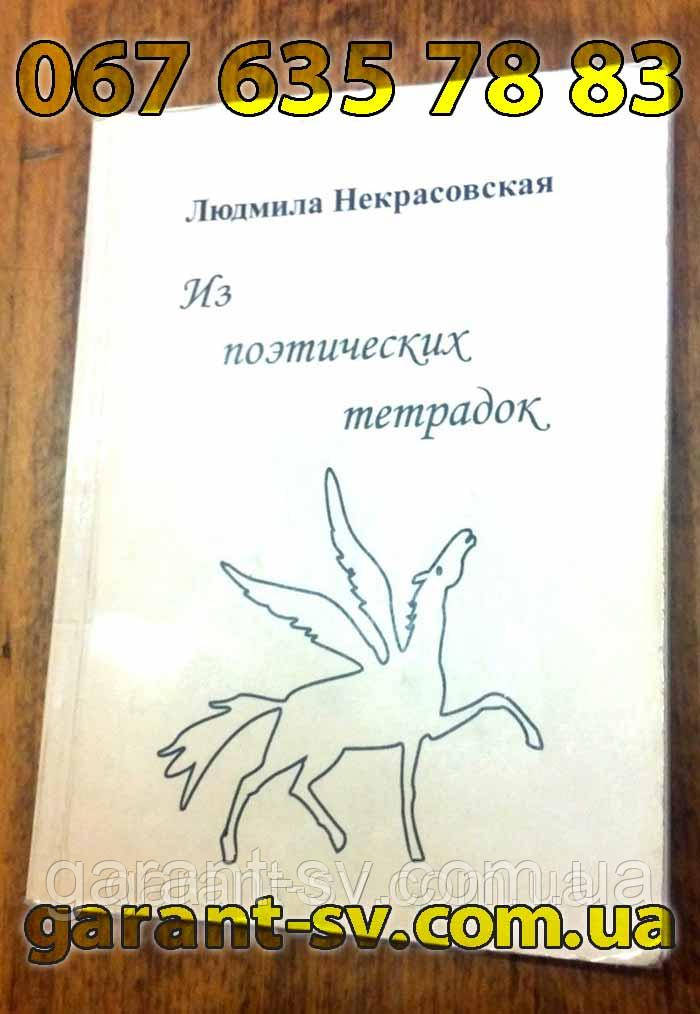 067 635 78 83
Людмила Некрасовская
Из
поэтических
тетрадок
garant-sv.com.ua
garant-sv.com.ua